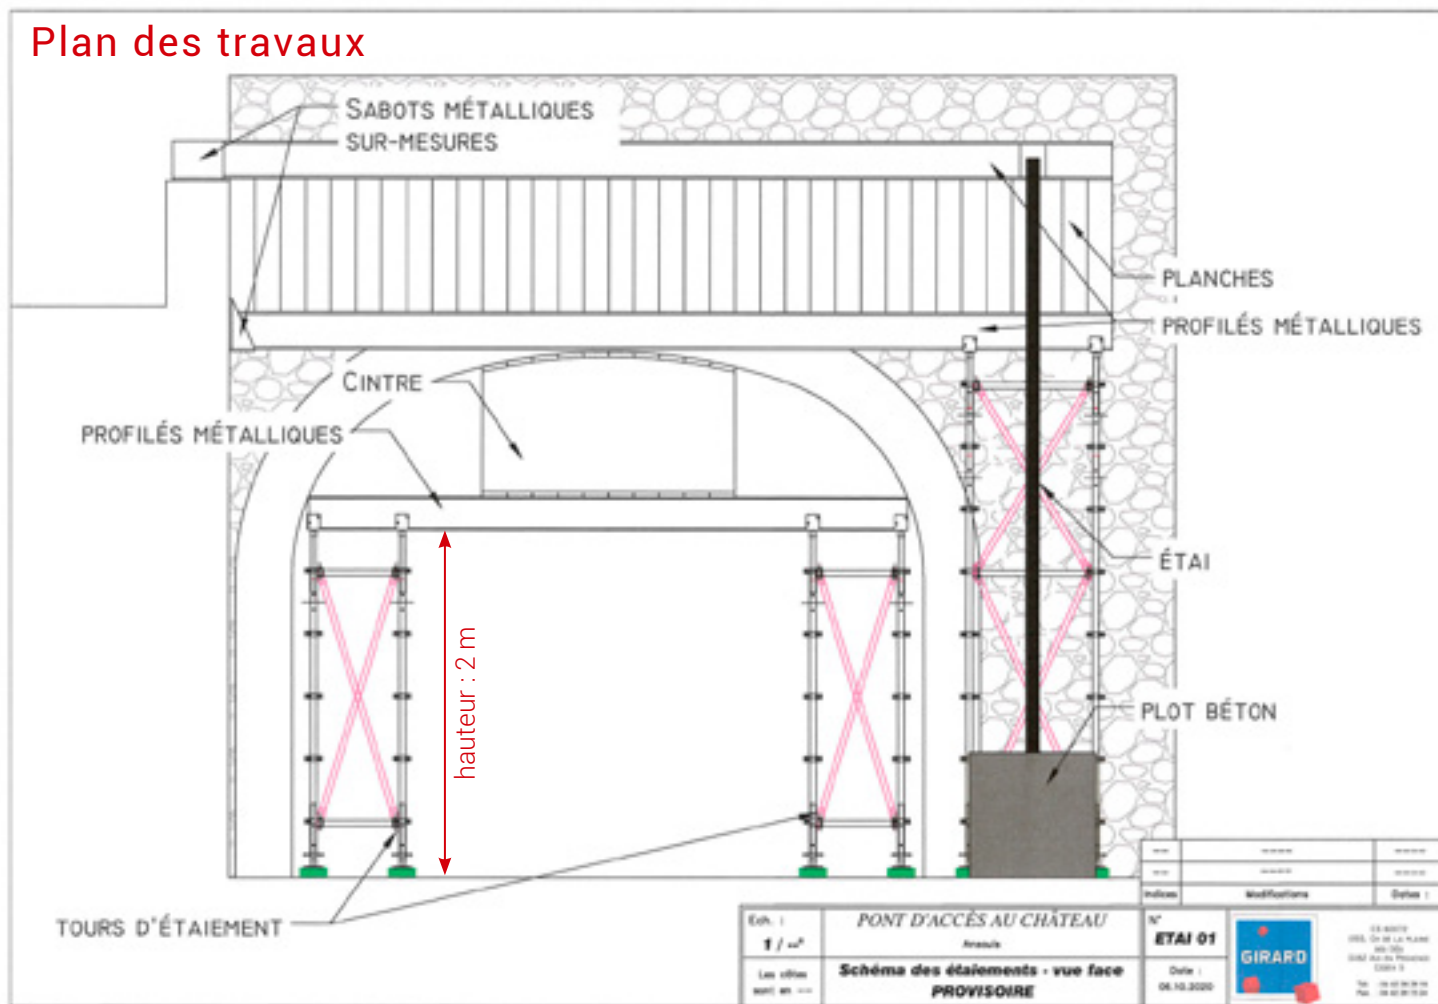 Plan des travaux
SABOTS MÉTALLIQUES
SUR-MESURES
PLANCHES
PROFILÉS MÉTALLIQUES
CINTRE
PROFILÉS MÉTALLIQUES
ÉTAI
hauteur : 2 m
PLOT BÉTON
TOURS D'ÉTAIEMENT
Indices Modifications Dates :
Ech. :
PONT D'ACCÈS AU CHÂTEAU
N°
ETAI 01
GIRARD
Schéma des étaiements - vue face
PROVISOIRE
Date :
06.10.2020